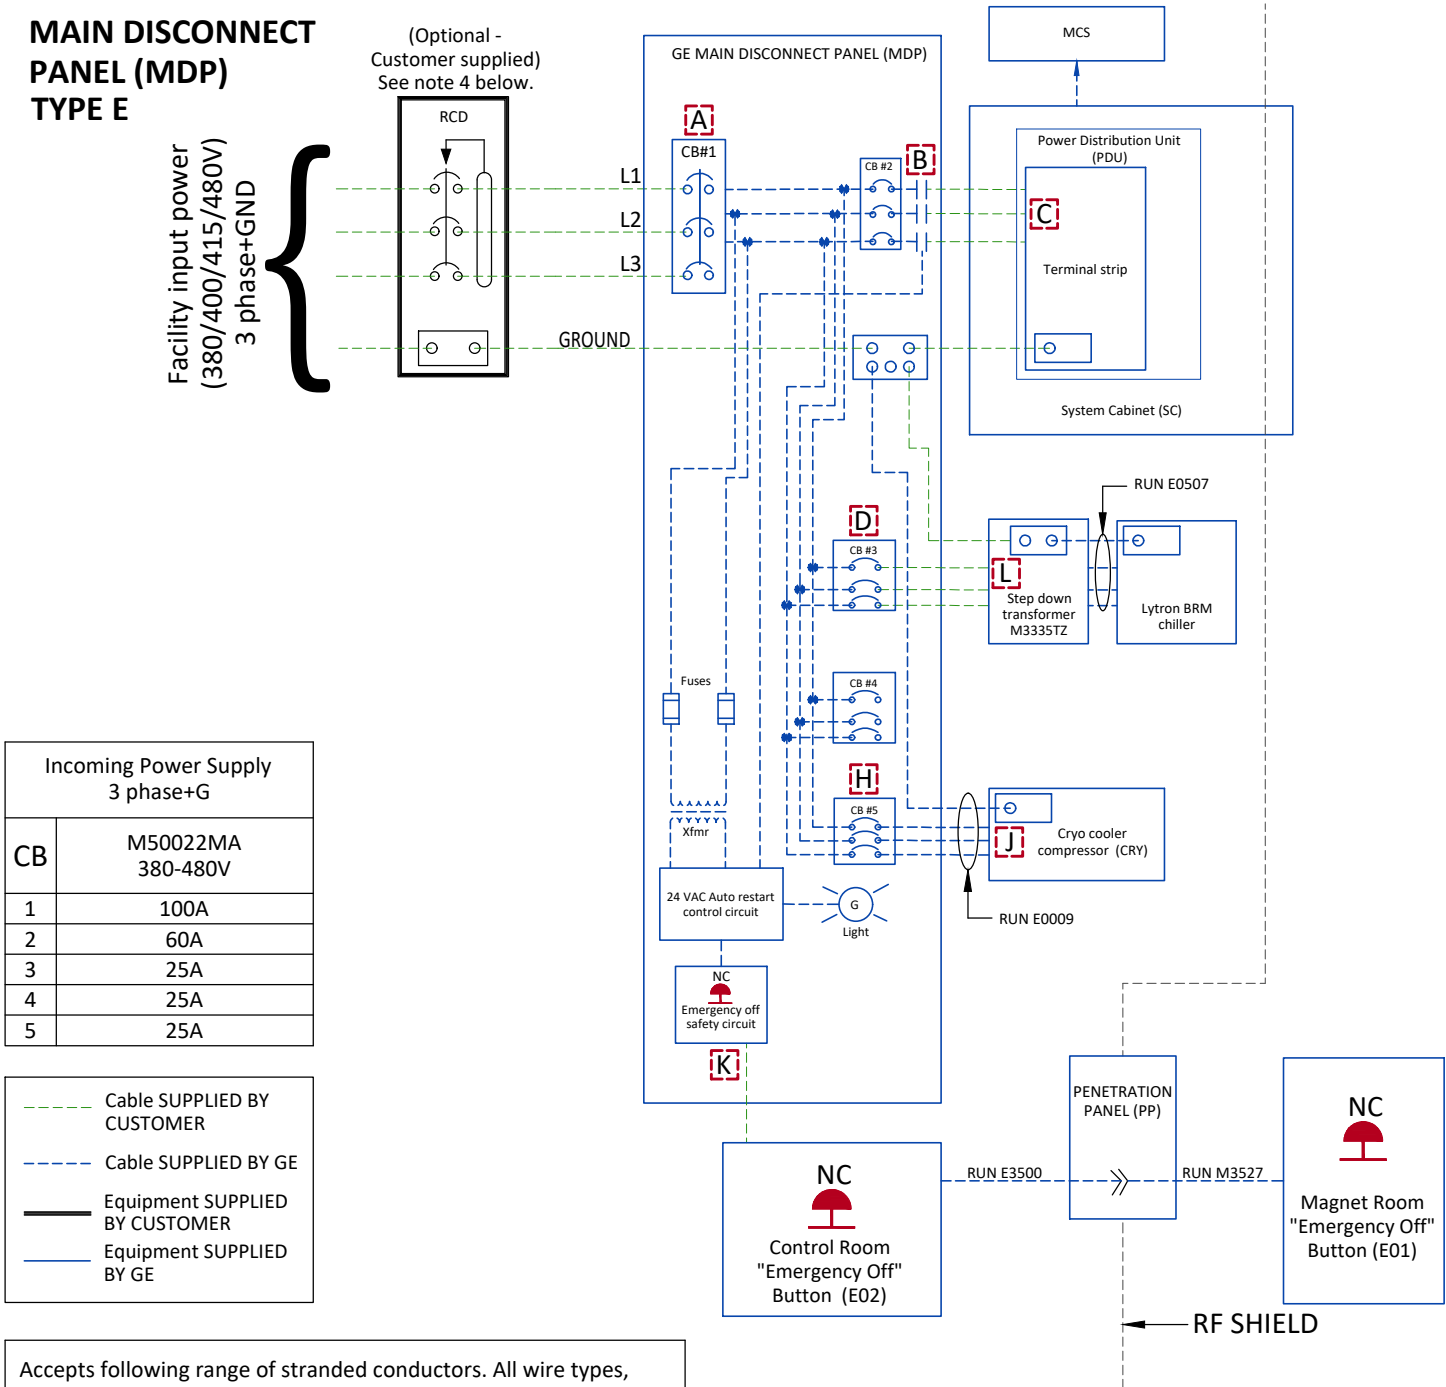 MAIN DISCONNECT
PANEL (MDP)
TYPE E
(Optional -
Customer supplied)
See note 4 below.
RCD
Facility input power
(380/400/415/480V)
3 phase+GND
L1
L2
L3
GROUND
GE MAIN DISCONNECT PANEL (MDP)
A
CB#1
CB #2
B
MCS
Power Distribution Unit
(PDU)
C
Terminal strip
System Cabinet (SC)
RUN E0507
D
CB #3
L
Step down
transformer
M3335TZ
Lytron BRM
chiller
Fuses
CB #4
H
CB #5
Xfmr
J
Cryo cooler
compressor (CRY)
24 VAC Auto restart
control circuit
G
Light
RUN E0009
NC
Emergency off
safety circuit
K
Incoming Power Supply
3 phase+G
CB
M50022MA
380-480V
1 100A
2 60A
3 25A
4 25A
5 25A
Cable SUPPLIED BY
CUSTOMER
Cable SUPPLIED BY GE
Equipment SUPPLIED
BY CUSTOMER
Equipment SUPPLIED
BY GE
NC
Control Room
"Emergency Off"
Button (E02)
RUN E3500
PENETRATION
PANEL (PP)
RUN M3527
NC
Magnet Room
"Emergency Off"
Button (E01)
RF SHIELD
Accepts following range of stranded conductors. All wire types,